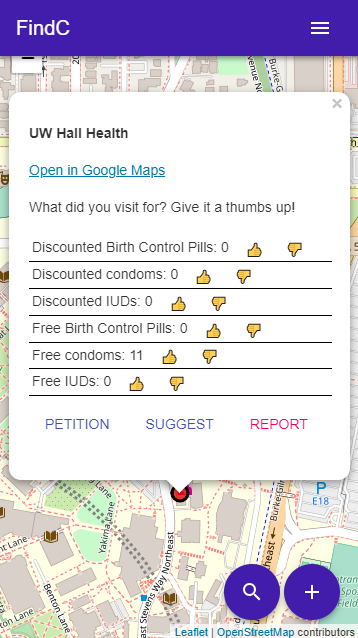 FindC
×
UW Hall Health
Open in Google Maps
What did you visit for? Give it a thumbs up!
Discounted Birth Control Pills: 0
Discounted condoms: 0
Discounted IUDs: 0
Free Birth Control Pills: 0
Free condoms: 11
Free IUDs: 0
PETITION SUGGEST REPORT
P
E18
Burke-Gil
Yakima Lane
East Stevens Way Northeast
Benton Lane
Leaflet | OpenStreetMap contributors